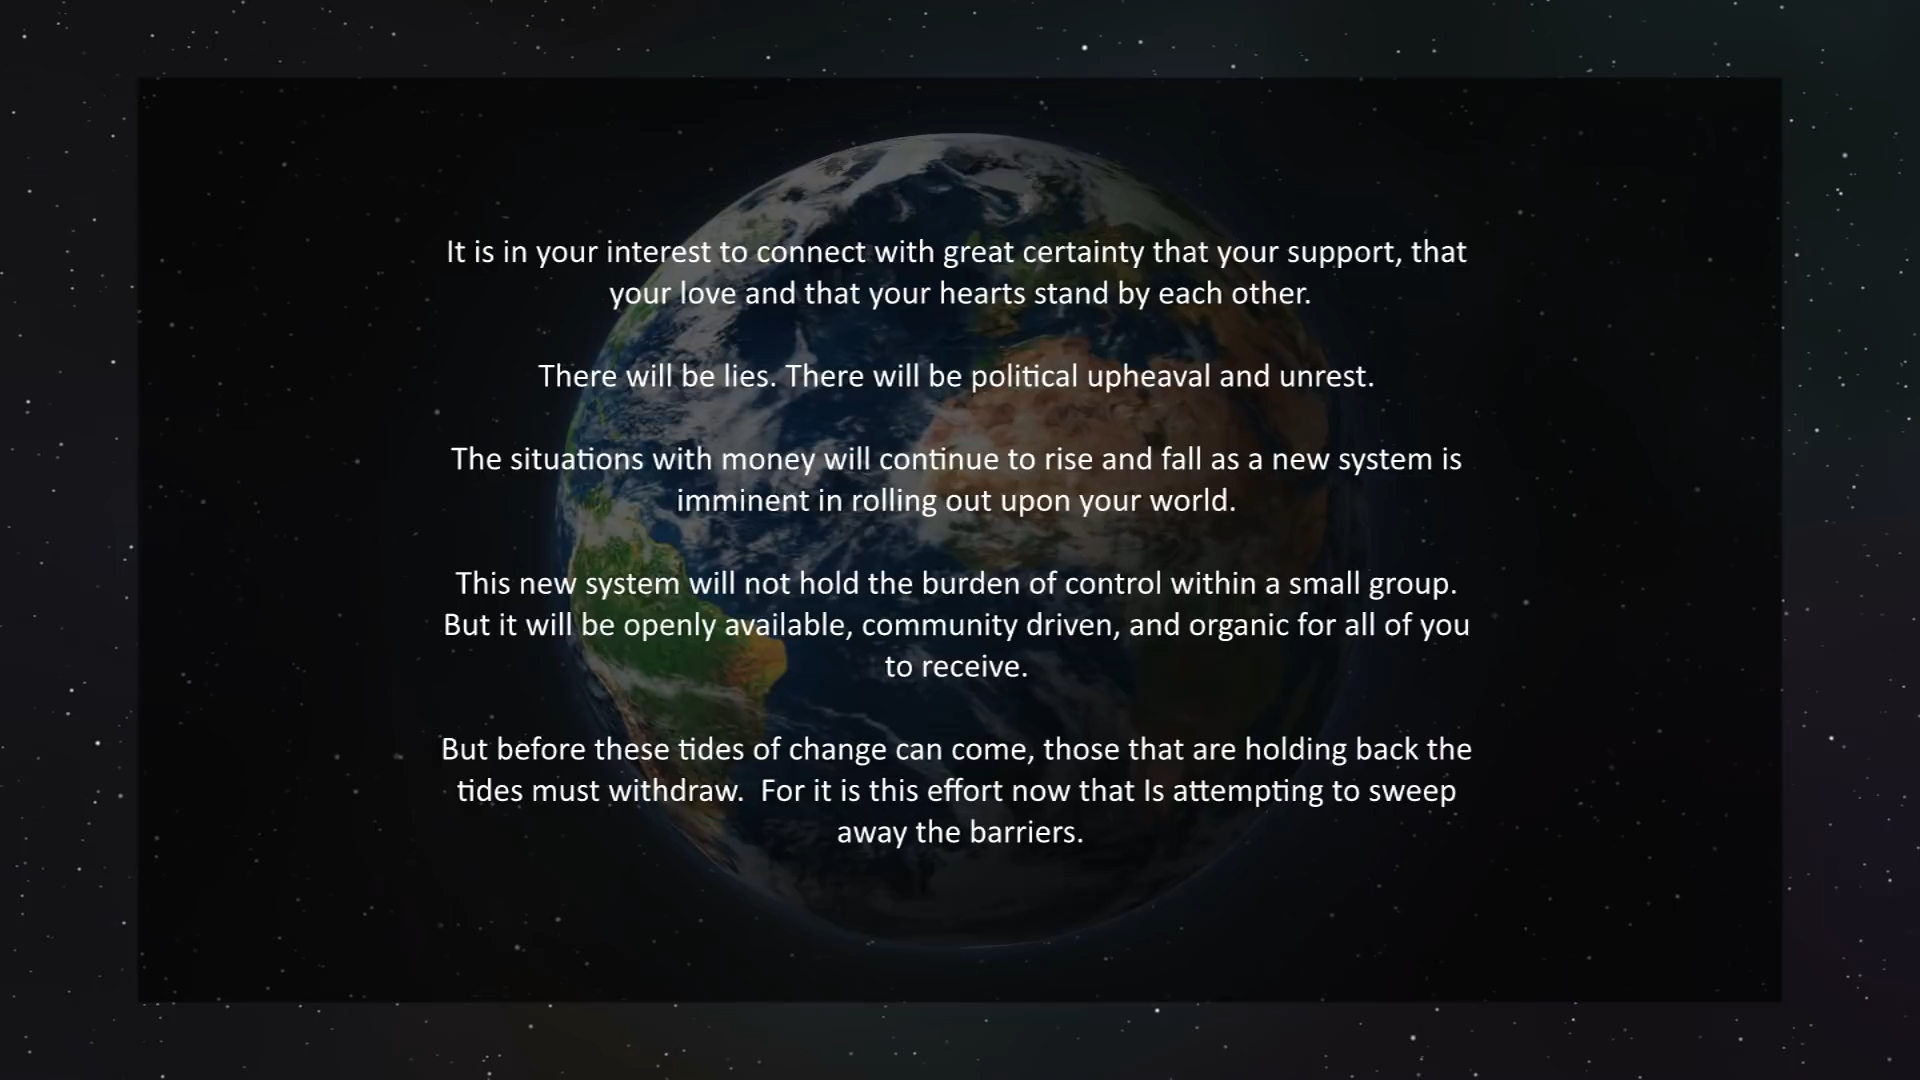 It is in your interest to connect with great certainty that your support, that
your love and that your hearts stand by each other.
There will be lies. There will be political upheaval and unrest.
The situations with money will continue to rise and fall as a new system is
imminent in rolling out upon your world.
This new system will not hold the burden of control within a small group.
But it will be openly available, community driven, and organic for all of you
to receive.
But before these tides of change can come, those that are holding back the
tides must withdraw.  For it is this effort now that Is attempting to sweep
away the barriers.